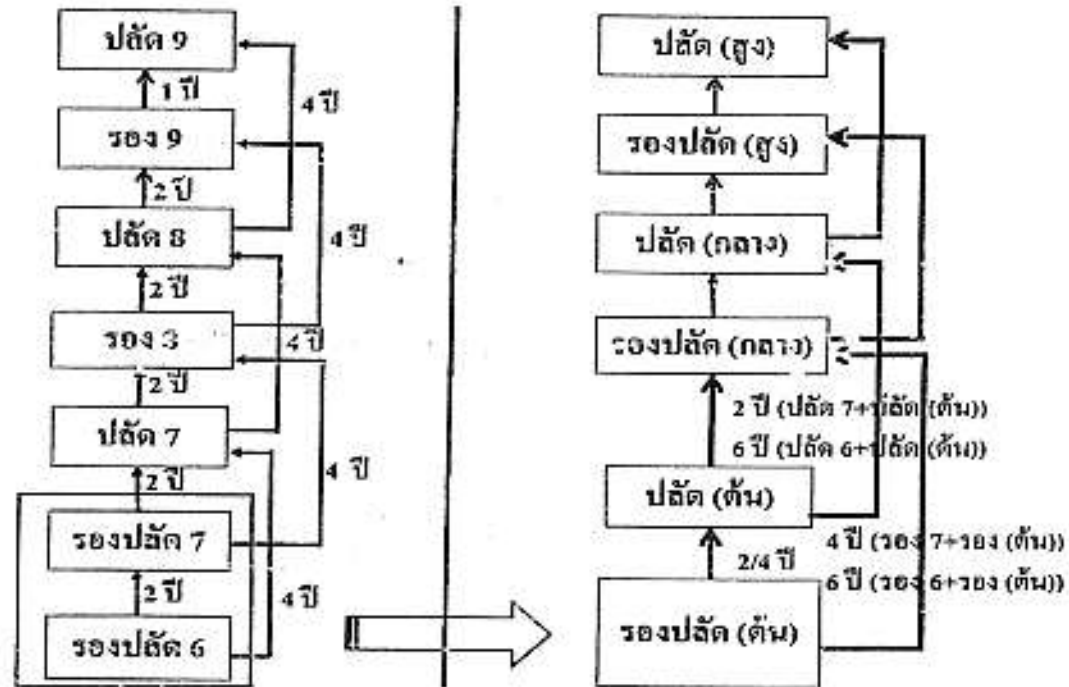 ปลัด 9
1 ปี
4 ปี
รอง 9
2 ปี
ปลัด 8
4 ปี
2 ปี
รอง 3
4 ปี
2 ปี
ปลัด 7
4 ปี
2 ปี
รองปลัด 7
2 ปี
4 ปี
รองปลัด 6
ปลัด (สูง)
รองปลัด (สูง)
ปลัด (กลาง)
รองปลัด (กลาง)
2 ปี (ปลัด 7+ปลัด (ต้น))
6 ปี (ปลัด 6+ปลัด (ต้น))
ปลัด (ต้น)
2/4 ปี
4 ปี (รอง 7+รอง (ต้น))
6 ปี (รอง 6+รอง (ต้น))
รองปลัด (ต้น)